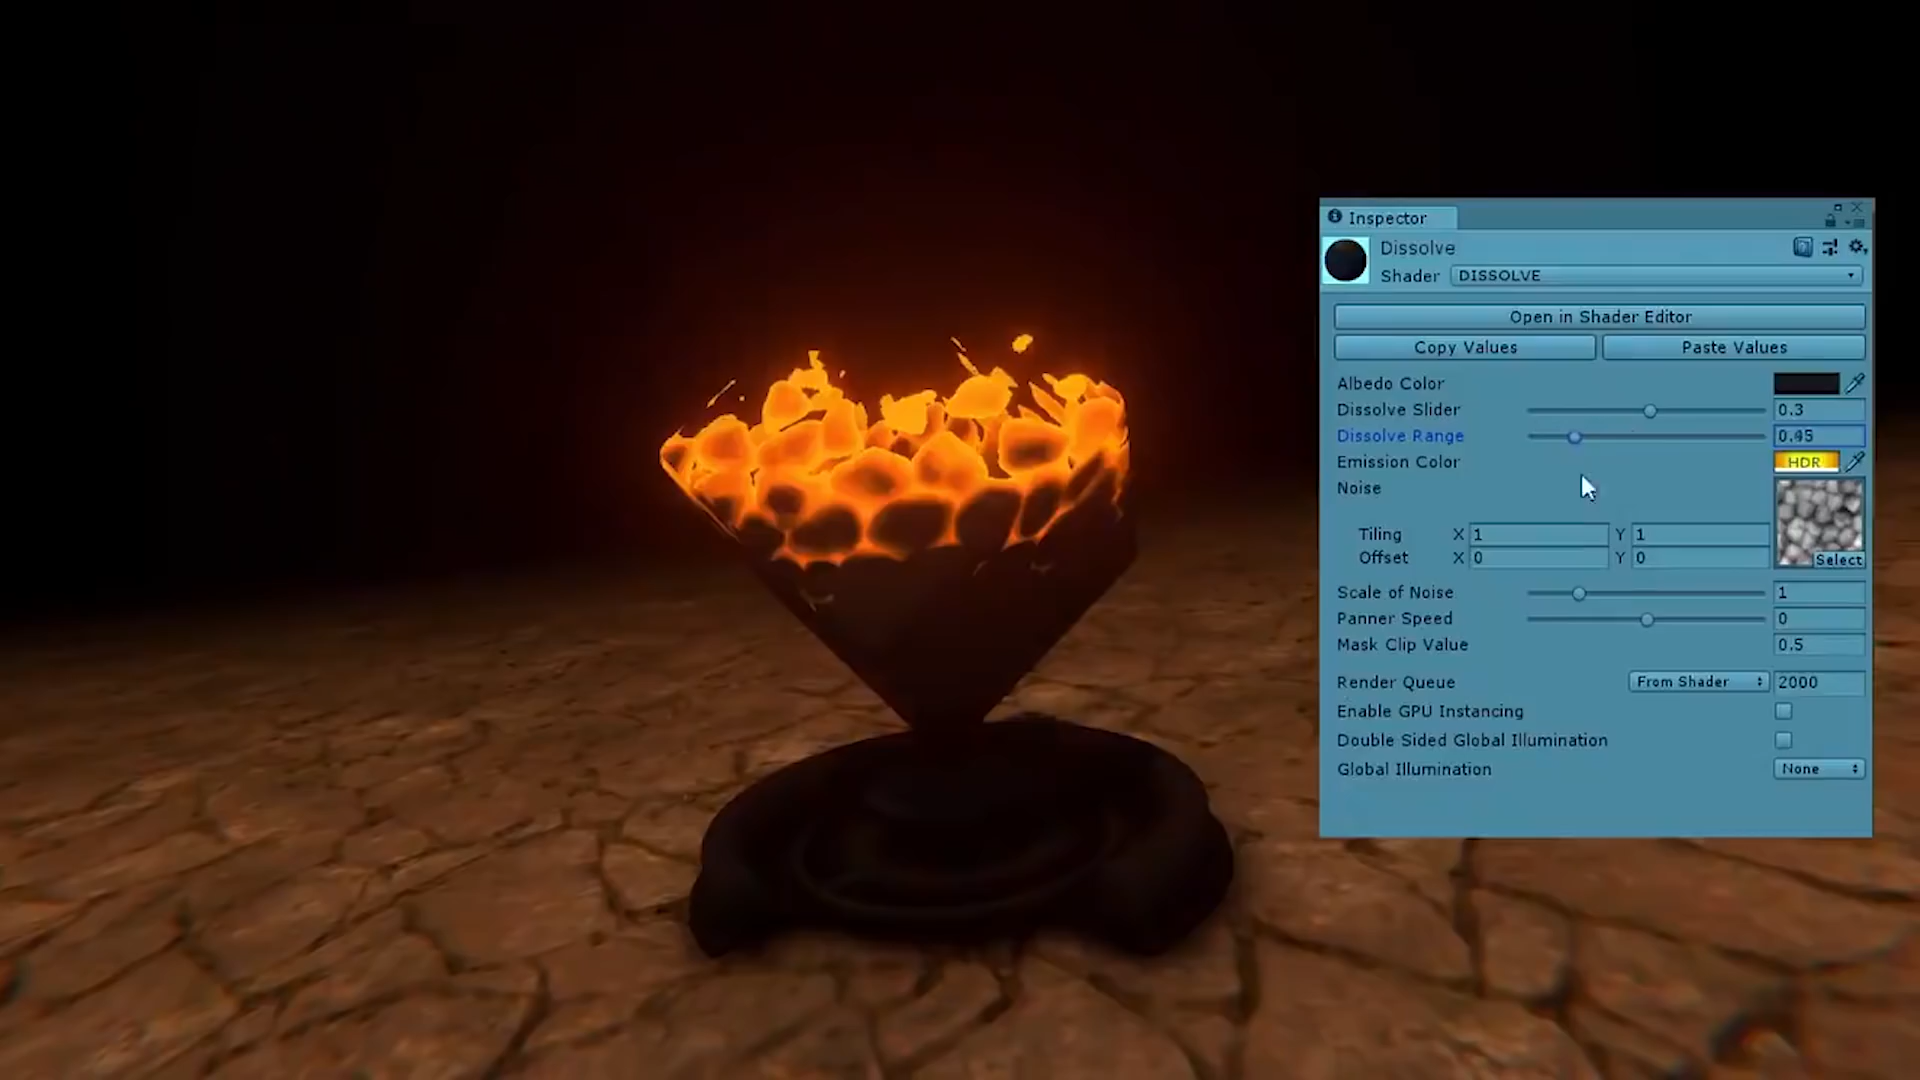 Inspector
Dissolve
Shader DISSOLVE
Open in Shader Editor
Copy Values Paste Values
Albedo Color
Dissolve Slider 0.3
Dissolve Range 0.45
Emission Color HDR
Noise
Tiling X 1 Y 1
Offset X 0 Y 0
Select
Scale of Noise 1
Panner Speed 0
Mask Clip Value 0.5
Render Queue From Shader 2000
Enable GPU Instancing
Double Sided Global Illumination
Global Illumination None